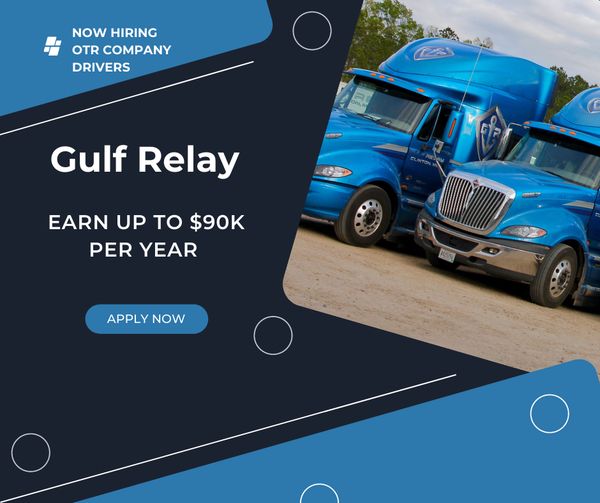 NOW HIRING
OTR COMPANY
DRIVERS
Gulf Relay
EARN UP TO $90K
PER YEAR
APPLY NOW